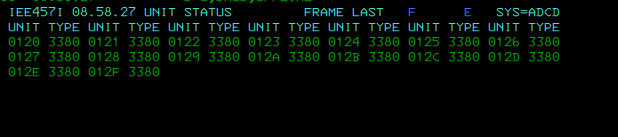 IEE457I 08.58.27 UNIT STATUS FRAME LAST F E SYS=ADCD
UNIT TYPE UNIT TYPE UNIT TYPE UNIT TYPE UNIT TYPE UNIT TYPE UNIT TYPE
0120 3380 0121 3380 0122 3380 0123 3380 0124 3380 0125 3380 0126 3380
0127 3380 0128 3380 0129 3380 012A 3380 012B 3380 012C 3380 012D 3380
012E 3380 012F 3380